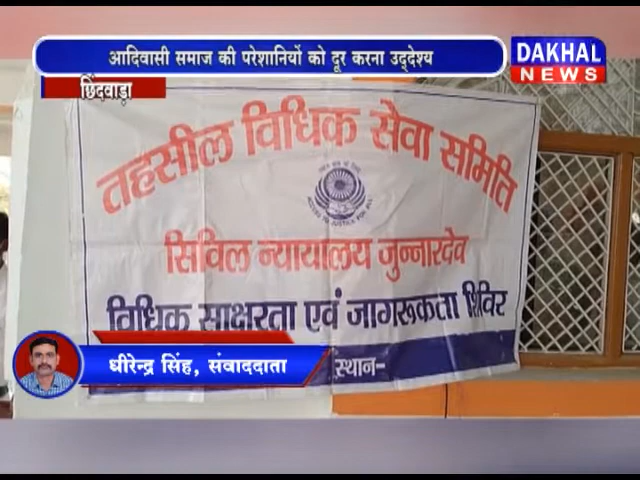 आदिवासी समाज की परेशानियों को दूर करना उद्देश्य
DAKHAL
NEWS
छिंदवाड़ा
तहसील विधिक सेवा समिति
सिविल न्यायालय जुन्नारदेव
विधिक साक्षरता एवं जागरूकता शिविर
धीरेन्द्र सिंह, संवाददाता
स्थान-